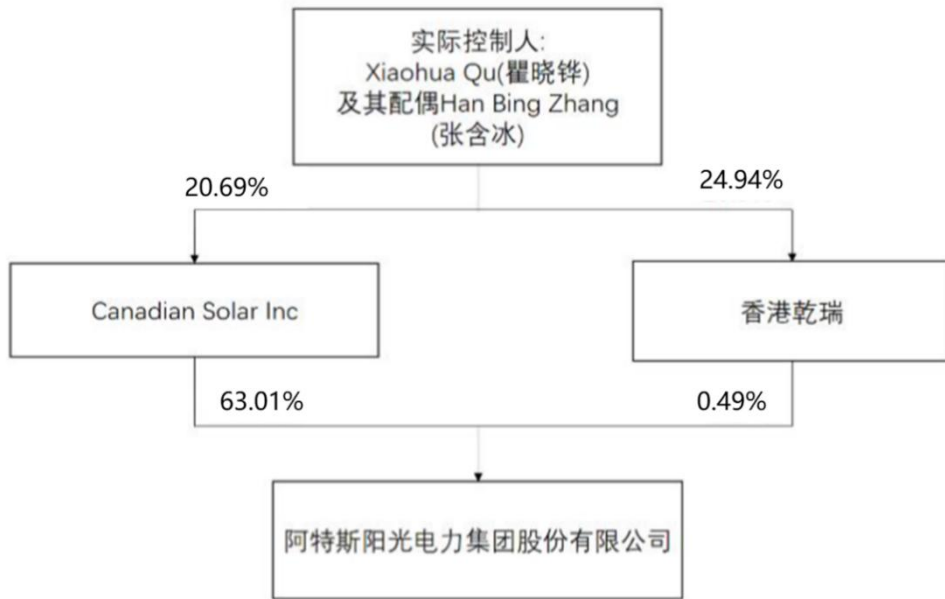 实际控制人:
Xiaohua Qu(瞿晓铧)
及其配偶Han Bing Zhang
(张含冰)
20.69%
24.94%
Canadian Solar Inc
香港乾瑞
63.01%
0.49%
阿特斯阳光电力集团股份有限公司